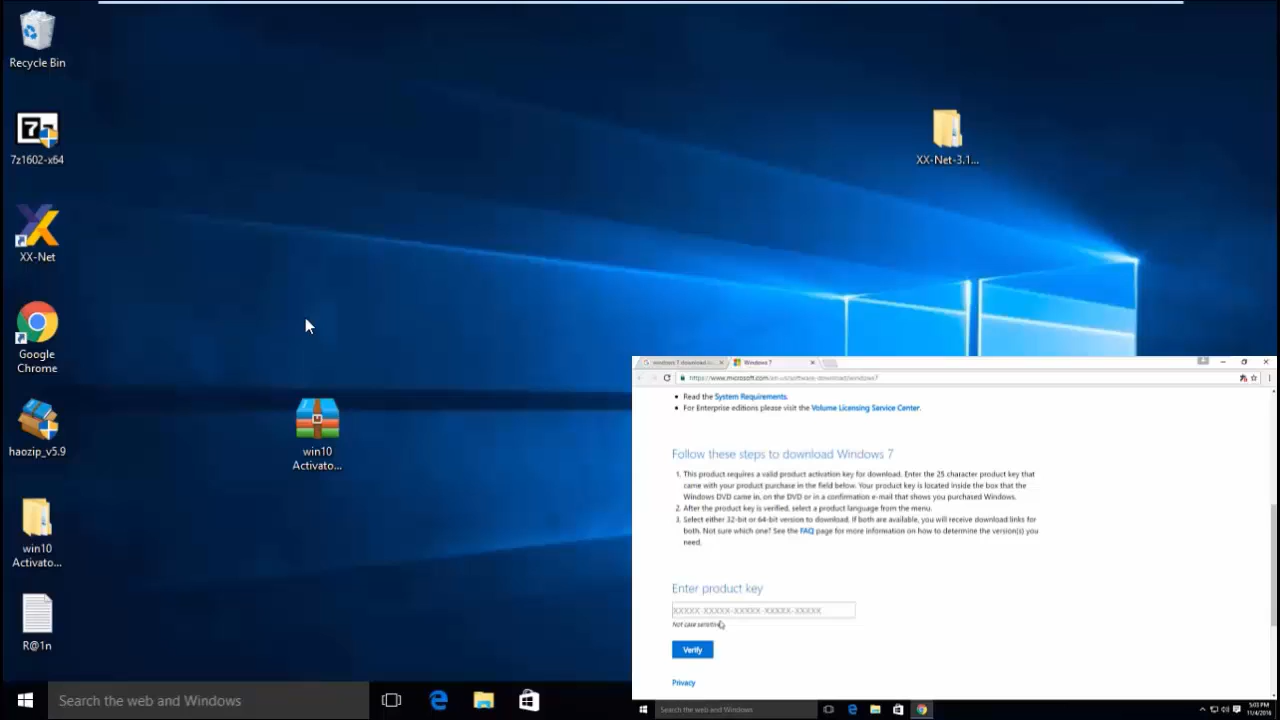 Recycle Bin
7z1602-x64
XX-Net
Google
Chrome
haozip_v5.9
win10
Activato...
R@1n
win10
Activato...
XX-Net-3.1...
Search the web and Windows
Windows 7
Read the System Requirements.
For Enterprise editions please visit the Volume Licensing Service Center.
Follow these steps to download Windows 7
1. This product requires a valid product activation key for download. Enter the 25 character product key that
came with your product purchase in the field below. Your product key is located inside the box that the
Windows DVD came in, on the DVD or in a confirmation e-mail that shows you purchased Windows.
2. After the product key is verified, select a product language from the menu.
3. Select either 32-bit or 64-bit version to download. If both are available, you will receive download links for
both. Not sure which one? See the FAQ page for more information on how to determine the version(s) you
need.
Enter product key
XXXXX-XXXXX-XXXXX-XXXXX-XXXXX
Not case sensitive
Verify
Privacy
Search the web and Windows
5:03 PM
11/4/2016